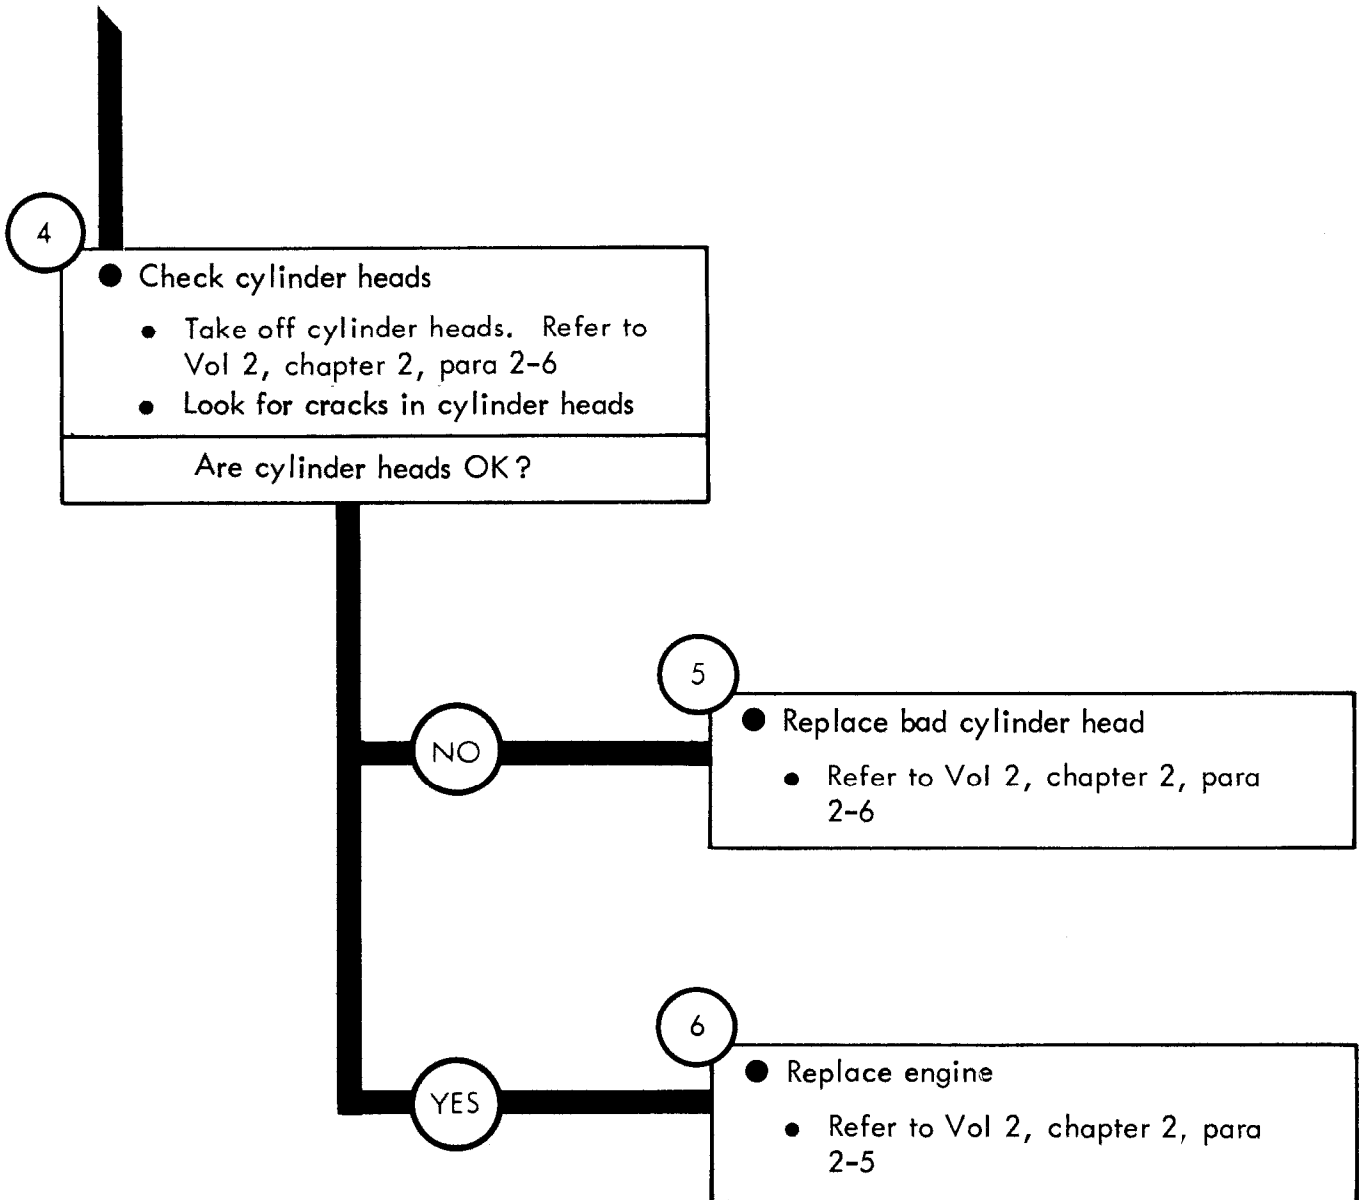 4
● Check cylinder heads
● Take off cylinder heads. Refer to
Vol 2, chapter 2, para 2-6
● Look for cracks in cylinder heads
Are cylinder heads OK?
5
NO
● Replace bad cylinder head
● Refer to Vol 2, chapter 2, para
2-6
6
YES
● Replace engine
● Refer to Vol 2, chapter 2, para
2-5